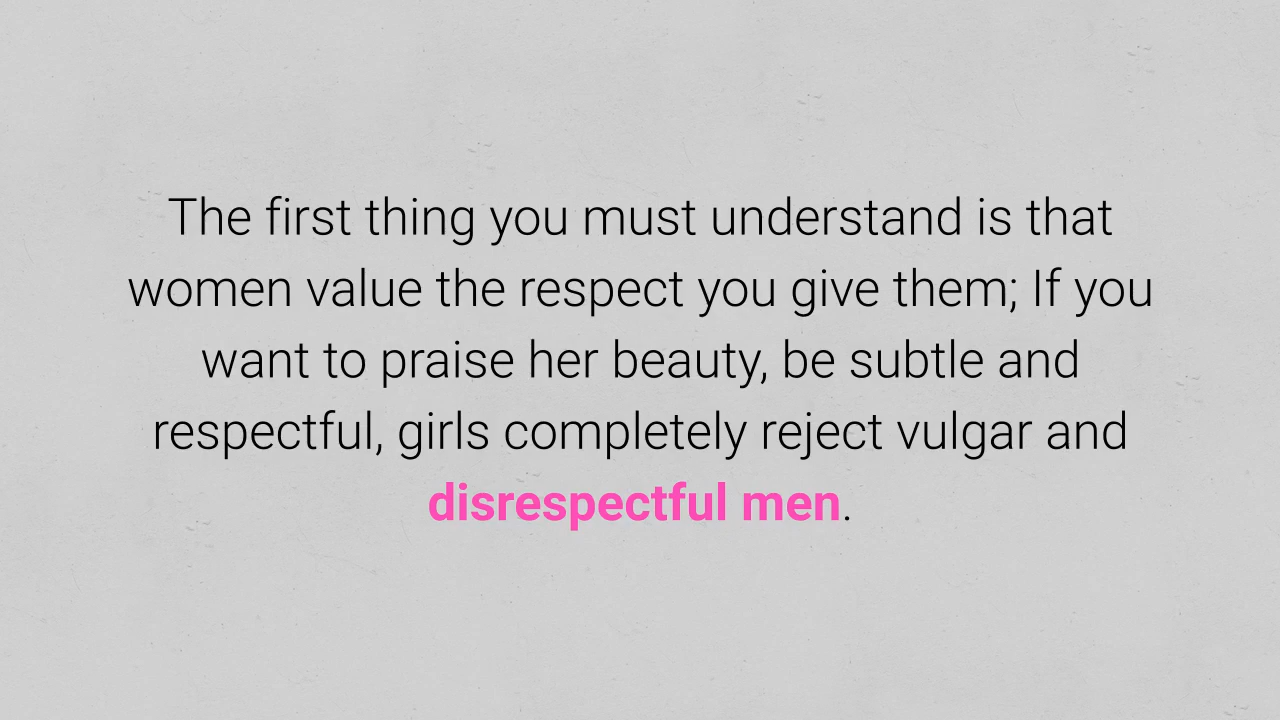 The first thing you must understand is that
women value the respect you give them; If you
want to praise her beauty, be subtle and
respectful, girls completely reject vulgar and
disrespectful men.